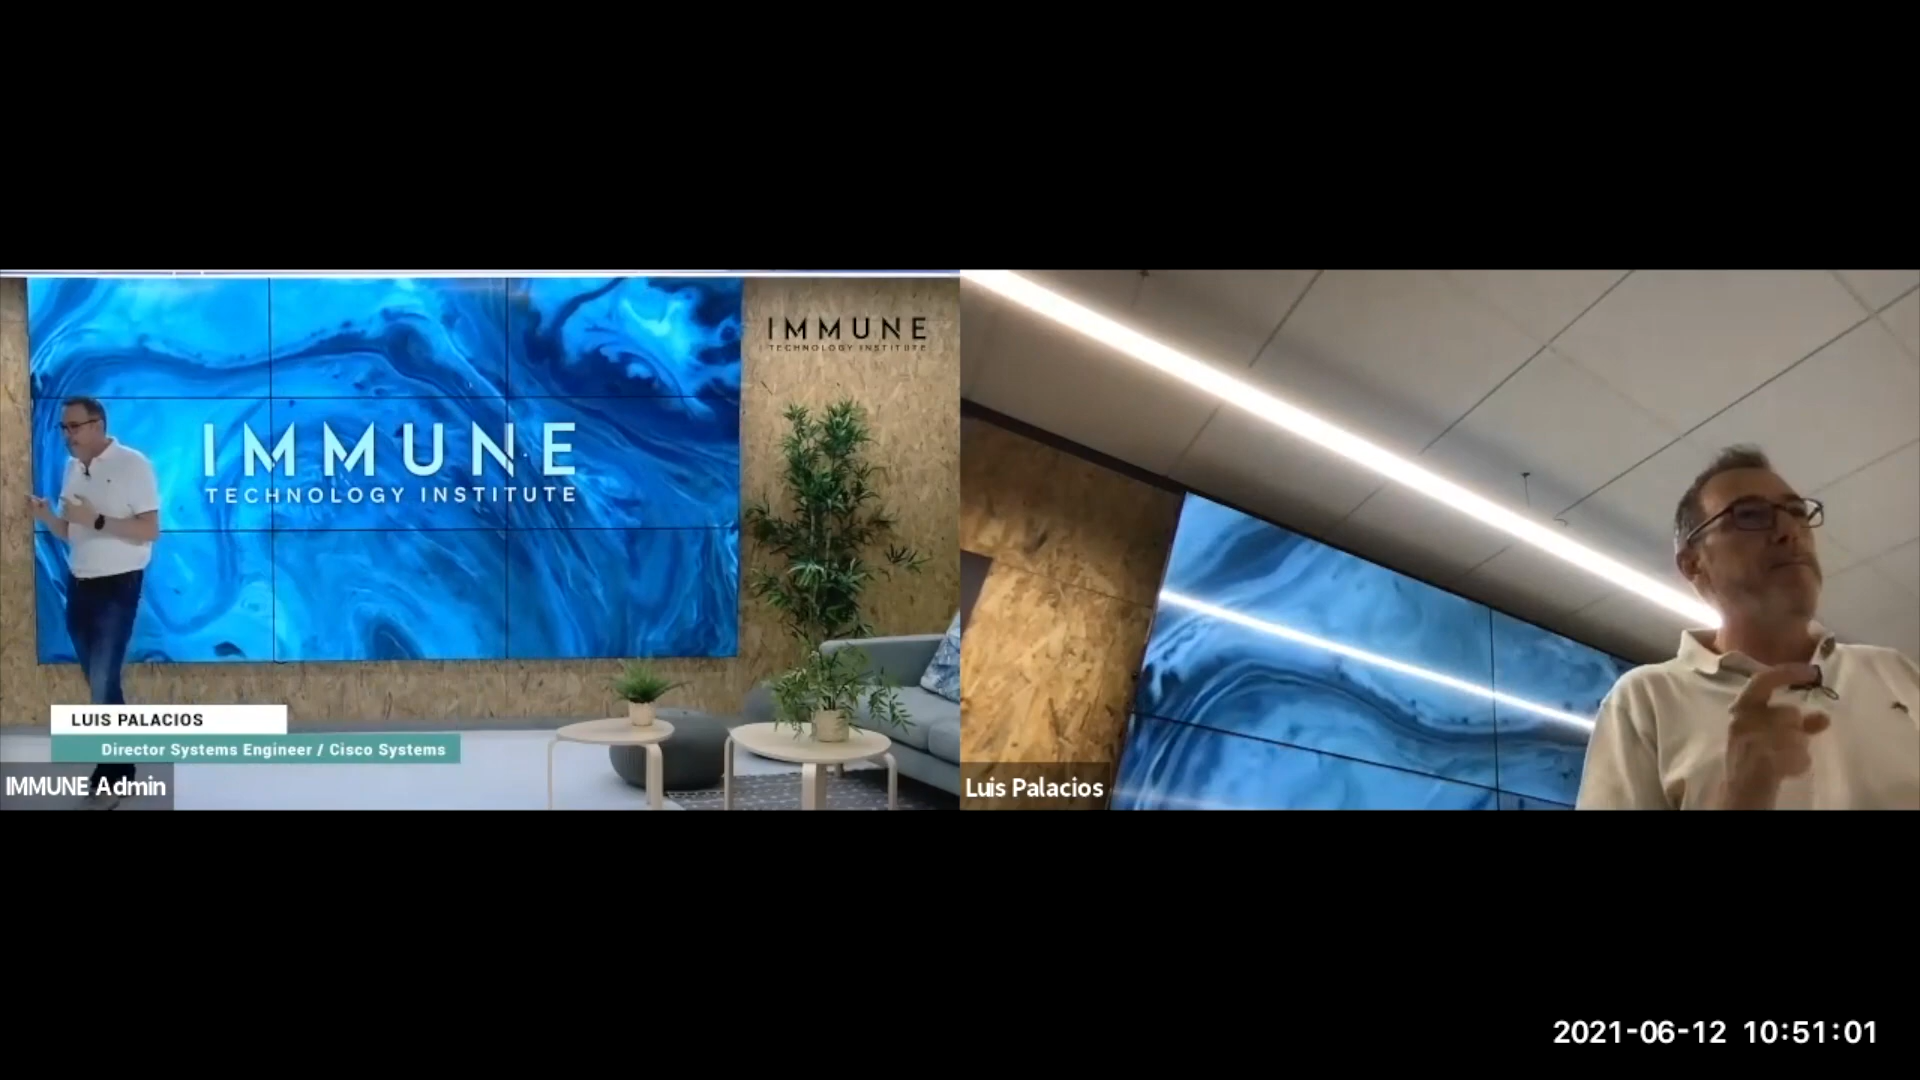 IMMUNE
TECHNOLOGY INSTITUTE
IMMUNE
TECHNOLOGY INSTITUTE
LUIS PALACIOS
Director Systems Engineer / Cisco Systems
IMMUNE Admin
Luis Palacios
2021-06-12 10:51:01